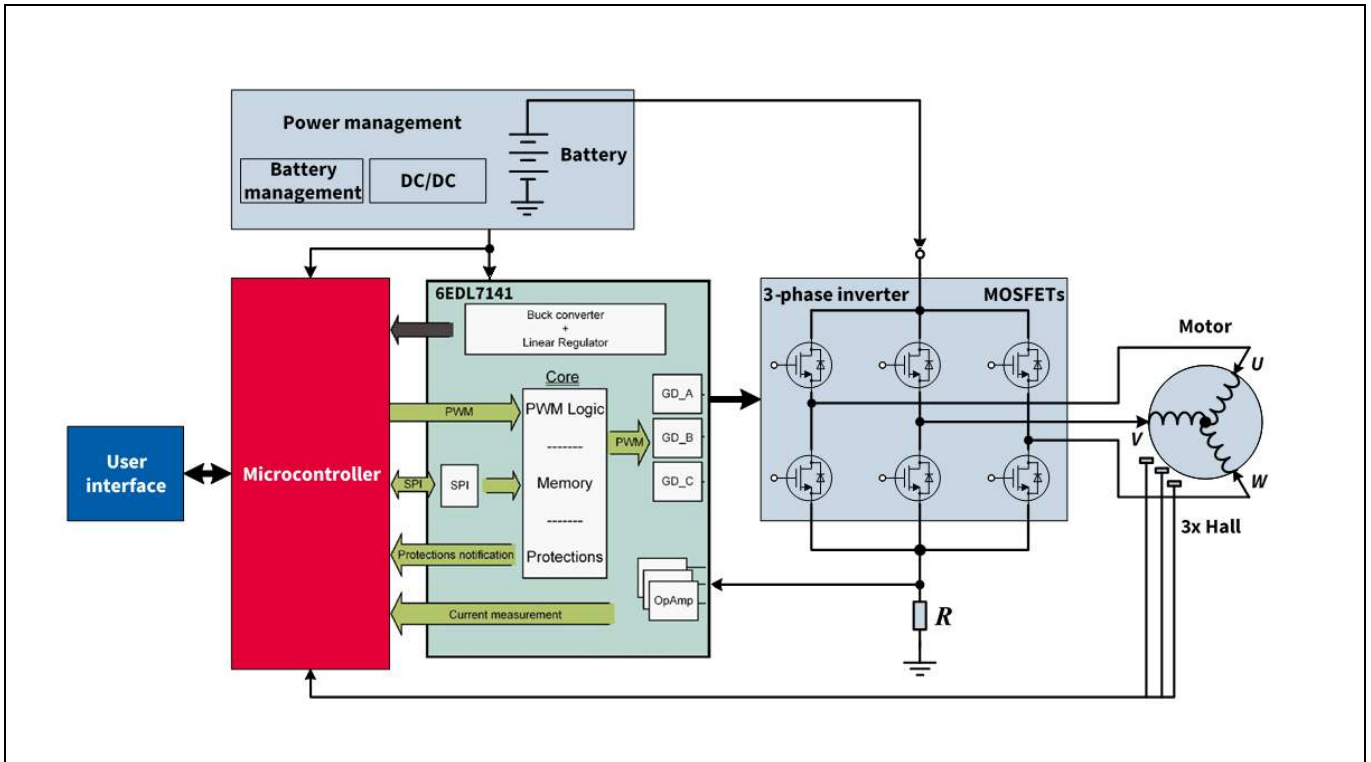 Power management
Battery
management
DC/DC
Battery
6EDL7141
Buck converter
+
Linear Regulator
Core
PWM Logic
-------
Memory
-------
Protections
PWM
SPI
SPI
Protections notification
Current measurement
PWM
GD_A
GD_B
GD_C
OpAmp
User
interface
Microcontroller
3-phase inverter
MOSFETs
Motor
U
V
W
3x Hall
R